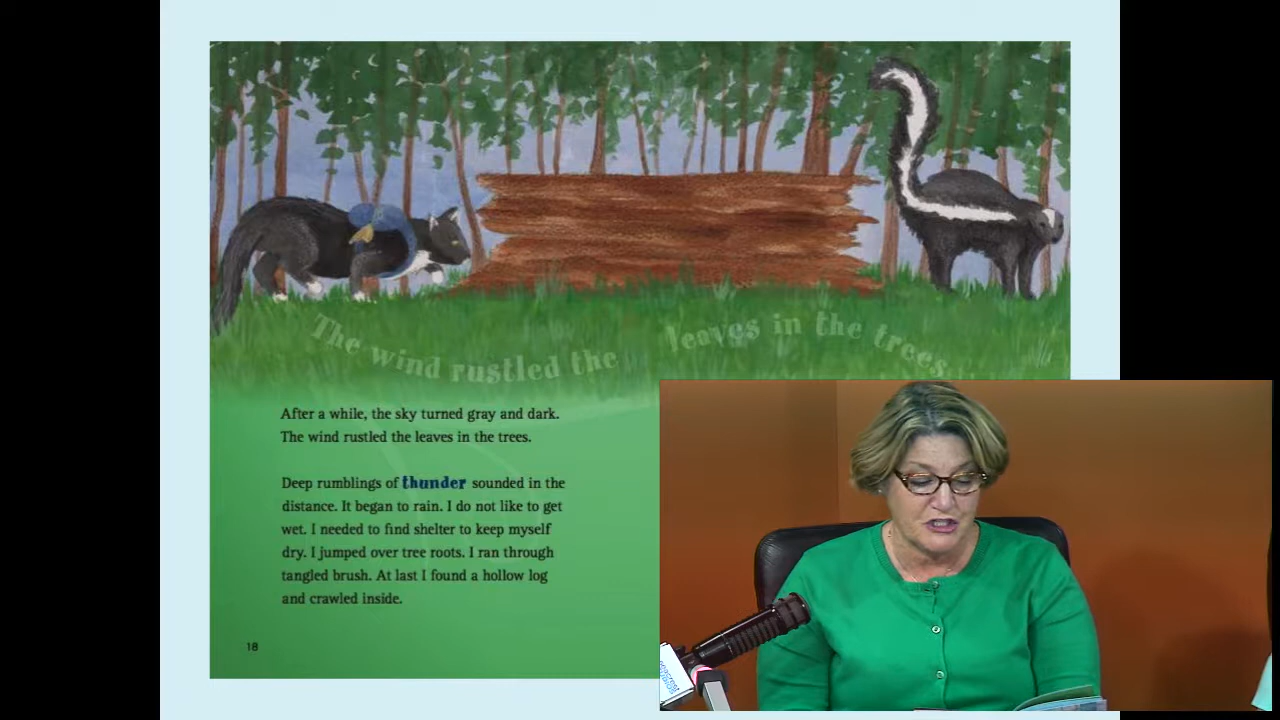 The wind rustled the leaves in the trees.
After a while, the sky turned gray and dark.
The wind rustled the leaves in the trees.
Deep rumblings of thunder sounded in the
distance. It began to rain. I do not like to get
wet. I needed to find shelter to keep myself
dry. I jumped over tree roots. I ran through
tangled brush. At last I found a hollow log
and crawled inside.
18